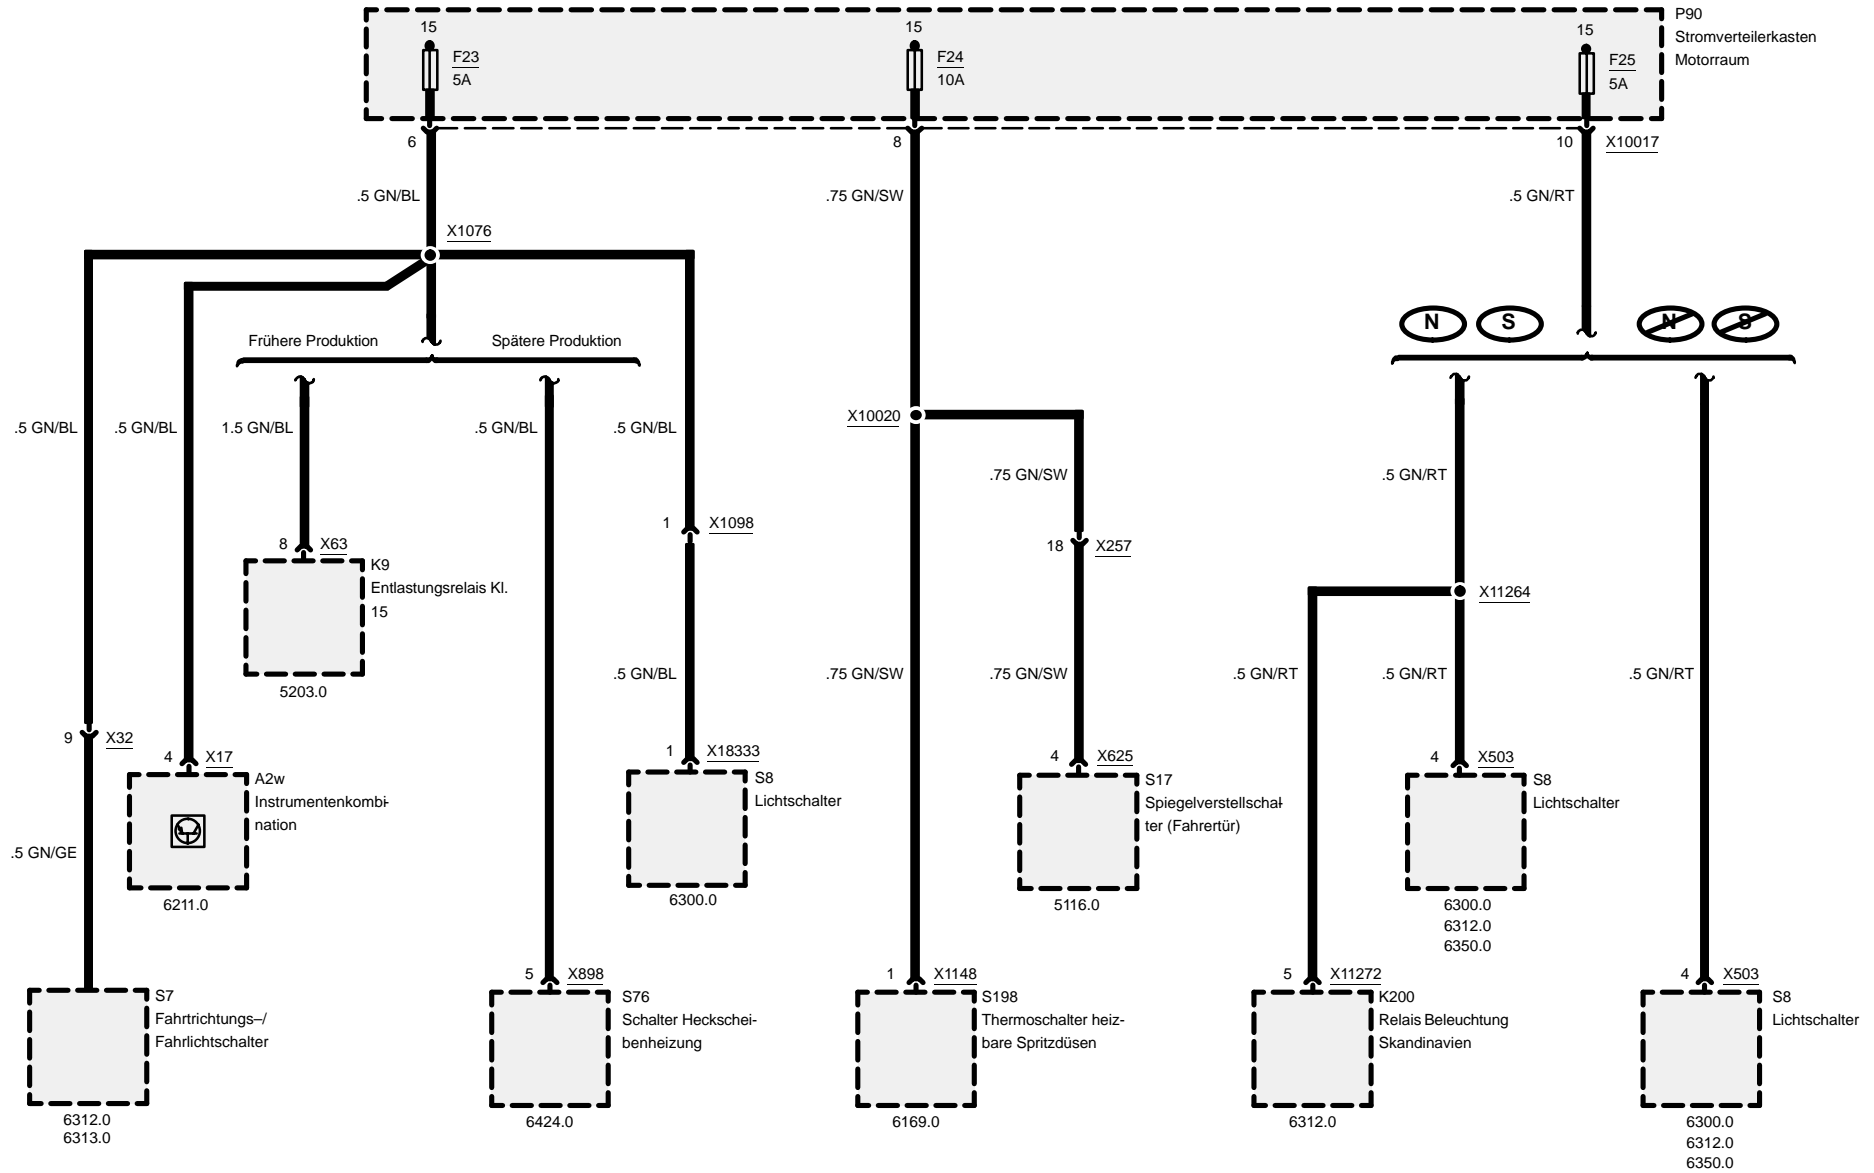 P90
Stromverteilerkasten
Motorraum
15
F23
5A
15
F24
10A
15
F25
5A
6
8
10
X10017
.5 GN/BL
.75 GN/SW
.5 GN/RT
X1076
N
S
N
S
Frühere Produktion
Spätere Produktion
.5 GN/BL
.5 GN/BL
1.5 GN/BL
.5 GN/BL
.5 GN/BL
X10020
.75 GN/SW
.5 GN/RT
1
X1098
18
X257
8
X63
K9
Entlastungsrelais Kl.
15
5203.0
X11264
.5 GN/BL
.75 GN/SW
.75 GN/SW
.5 GN/RT
.5 GN/RT
.5 GN/RT
9
X32
4
X17
A2w
Instrumentenkombi-
nation
6211.0
1
X18333
S8
Lichtschalter
6300.0
4
X625
S17
Spiegelverstellschal-
ter (Fahrertür)
5116.0
4
X503
S8
Lichtschalter
6300.0
6312.0
6350.0
.5 GN/GE
S7
Fahrtrichtungs–/
Fahrlichtschalter
6312.0
6313.0
5
X898
S76
Schalter Heckschei-
benheizung
6424.0
1
X1148
S198
Thermoschalter heiz-
bare Spritzdüsen
6169.0
5
X11272
K200
Relais Beleuchtung
Skandinavien
6312.0
4
X503
S8
Lichtschalter
6300.0
6312.0
6350.0